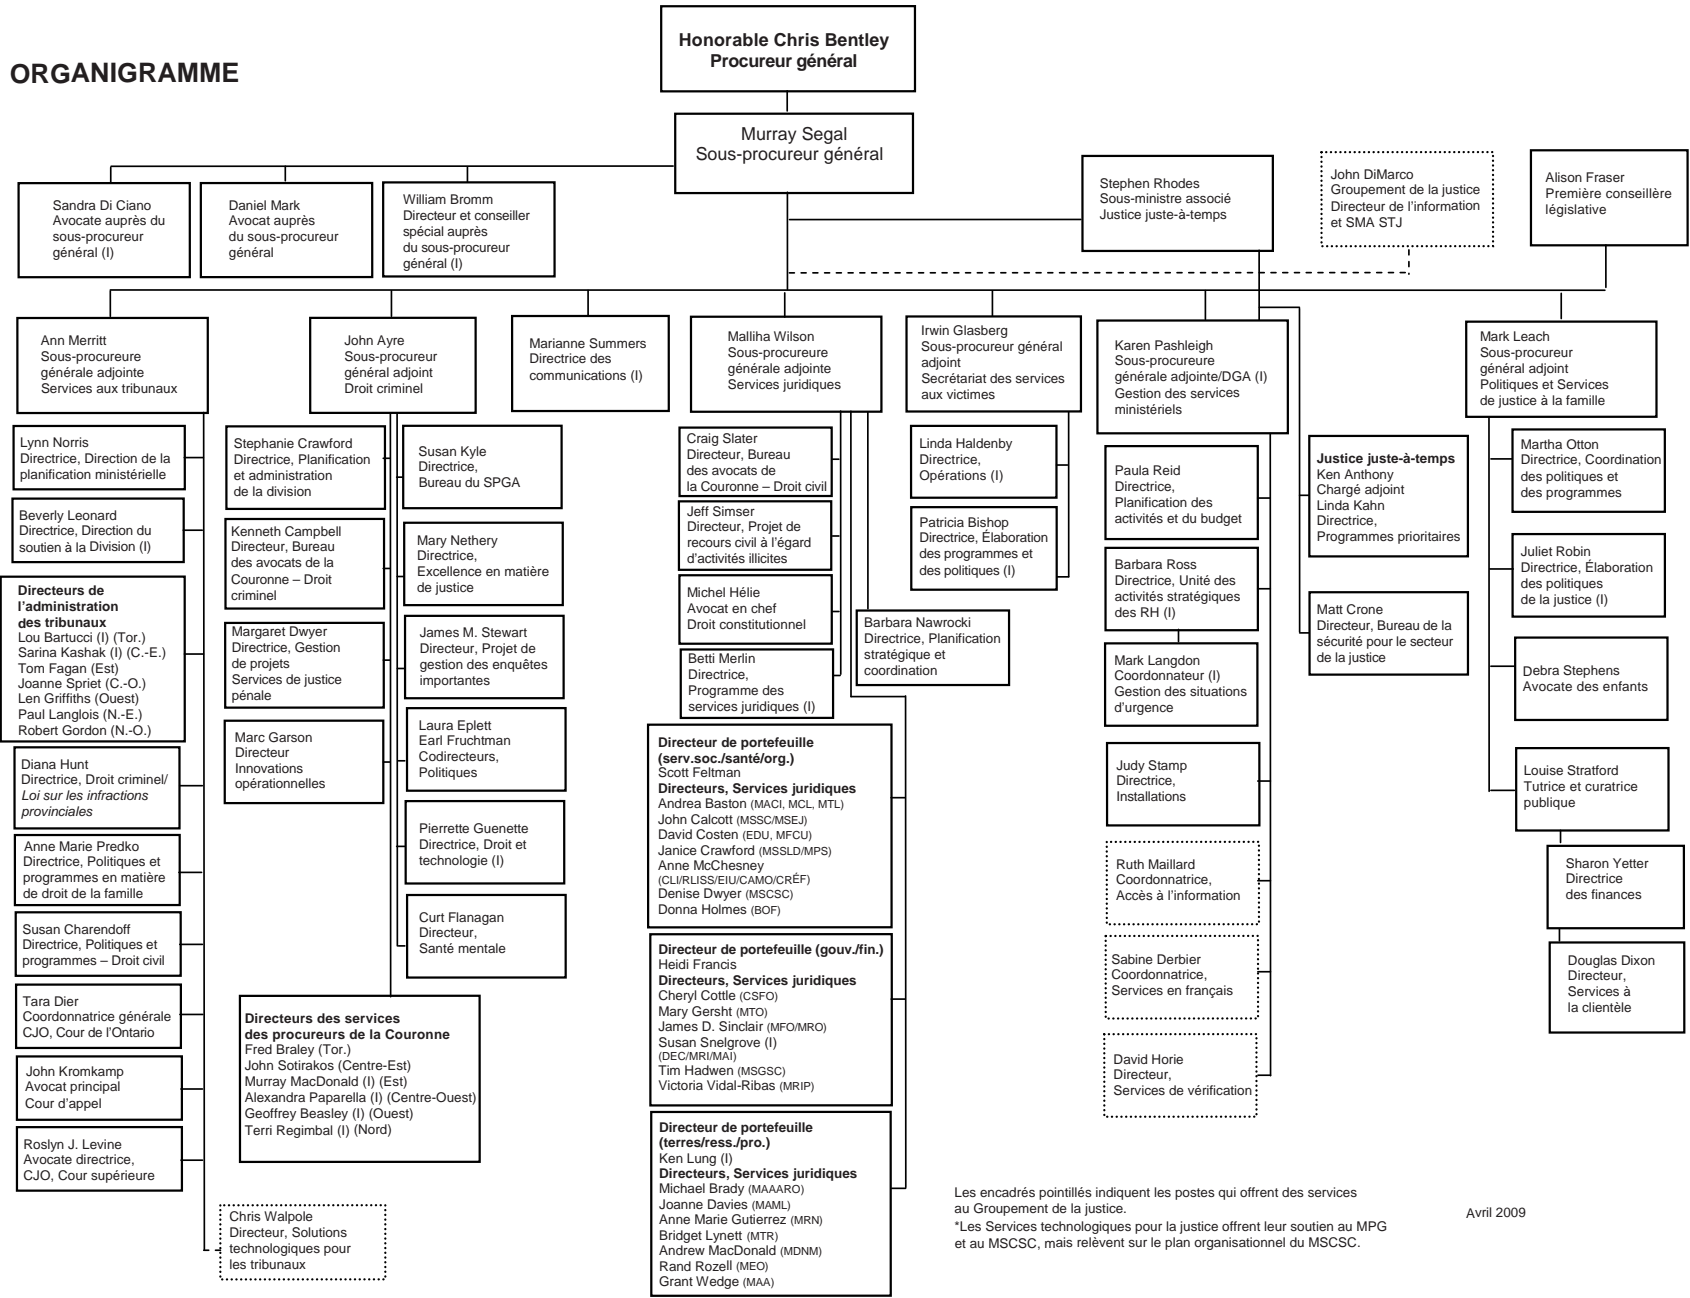 ORGANIGRAMME
Honorable Chris Bentley
Procureur général
Murray Segal
Sous-procureur général
Sandra Di Ciano
Avocate auprès du
sous-procureur
général (I)
Daniel Mark
Avocat auprès
du sous-procureur
général
William Bromm
Directeur et conseiller
spécial auprès
du sous-procureur
général (I)
Stephen Rhodes
Sous-ministre associé
Justice juste-à-temps
John DiMarco
Groupement de la justice
Directeur de l'information
et SMA STJ
Alison Fraser
Première conseillère
législative
Ann Merritt
Sous-procureure
générale adjointe
Services aux tribunaux
John Ayre
Sous-procureur
général adjoint
Droit criminel
Marianne Summers
Directrice des
communications (I)
Malliha Wilson
Sous-procureure
générale adjointe
Services juridiques
Irwin Glasberg
Sous-procureur général
adjoint
Secrétariat des services
aux victimes
Karen Pashleigh
Sous-procureure
générale adjointe/DGA (I)
Gestion des services
ministériels
Mark Leach
Sous-procureur
général adjoint
Politiques et Services
de justice à la famille
Lynn Norris
Directrice, Direction de la
planification ministérielle
Beverly Leonard
Directrice, Direction du
soutien à la Division (I)
Directeurs de
l'administration
des tribunaux
Lou Bartucci (I) (Tor.)
Sarina Kashak (I) (C.-E.)
Tom Fagan (Est)
Joanne Spriet (C.-O.)
Len Griffiths (Ouest)
Paul Langlois (N.-E.)
Robert Gordon (N.-O.)
Diana Hunt
Directrice, Droit criminel/
Loi sur les infractions
provinciales
Anne Marie Predko
Directrice, Politiques et
programmes en matière
de droit de la famille
Susan Charendoff
Directrice, Politiques et
programmes – Droit civil
Tara Dier
Coordonnatrice générale
CJO, Cour de l'Ontario
John Kromkamp
Avocat principal
Cour d'appel
Roslyn J. Levine
Avocate directrice,
CJO, Cour supérieure
Chris Walpole
Directeur, Solutions
technologiques pour
les tribunaux
Stephanie Crawford
Directrice, Planification
et administration
de la division
Kenneth Campbell
Directeur, Bureau
des avocats de la
Couronne – Droit
criminel
Margaret Dwyer
Directrice, Gestion
de projets
Services de justice
pénale
Marc Garson
Directeur
Innovations
opérationnelles
Susan Kyle
Directrice,
Bureau du SPGA
Mary Nethery
Directrice,
Excellence en matière
de justice
James M. Stewart
Directeur, Projet de
gestion des enquêtes
importantes
Laura Eplett
Earl Fruchtman
Codirecteurs,
Politiques
Pierrette Guenette
Directrice, Droit et
technologie (I)
Curt Flanagan
Directeur,
Santé mentale
Directeurs des services
des procureurs de la Couronne
Fred Braley (Tor.)
John Sotirakos (Centre-Est)
Murray MacDonald (I) (Est)
Alexandra Paparella (I) (Centre-Ouest)
Geoffrey Beasley (I) (Ouest)
Terri Regimbal (I) (Nord)
Craig Slater
Directeur, Bureau
des avocats de
la Couronne – Droit civil
Jeff Simser
Directeur, Projet de
recours civil à l'égard
d'activités illicites
Michel Hélie
Avocat en chef
Droit constitutionnel
Betti Merlin
Directrice,
Programme des
services juridiques (I)
Barbara Nawrocki
Directrice, Planification
stratégique et
coordination
Directeur de portefeuille
(serv.soc./santé/org.)
Scott Feltman
Directeurs, Services juridiques
Andrea Baston (MACI, MCL, MTL)
John Calcott (MSSC/MSEJ)
David Costen (EDU, MFCU)
Janice Crawford (MSSLD/MPS)
Anne McChesney
(CLI/RLISS/EIU/CAMO/CRÉF)
Denise Dwyer (MSCSC)
Donna Holmes (BOF)
Directeur de portefeuille (gouv./fin.)
Heidi Francis
Directeurs, Services juridiques
Cheryl Cottle (CSFO)
Mary Gersht (MTO)
James D. Sinclair (MFO/MRO)
Susan Snelgrove (I)
(DEC/MRI/MAI)
Tim Hadwen (MSGSC)
Victoria Vidal-Ribas (MRIP)
Directeur de portefeuille
(terres/ress./pro.)
Ken Lung (I)
Directeurs, Services juridiques
Michael Brady (MAAARO)
Joanne Davies (MAML)
Anne Marie Gutierrez (MRN)
Bridget Lynett (MTR)
Andrew MacDonald (MDNM)
Rand Rozell (MEO)
Grant Wedge (MAA)
Linda Haldenby
Directrice,
Opérations (I)
Patricia Bishop
Directrice, Élaboration
des programmes et
des politiques (I)
Paula Reid
Directrice,
Planification des
activités et du budget
Barbara Ross
Directrice, Unité des
activités stratégiques
des RH (I)
Mark Langdon
Coordonnateur (I)
Gestion des situations
d'urgence
Judy Stamp
Directrice,
Installations
Ruth Maillard
Coordonnatrice,
Accès à l'information
Sabine Derbier
Coordonnatrice,
Services en français
David Horie
Directeur,
Services de vérification
Justice juste-à-temps
Ken Anthony
Chargé adjoint
Linda Kahn
Directrice,
Programmes prioritaires
Matt Crone
Directeur, Bureau de la
sécurité pour le secteur
de la justice
Martha Otton
Directrice, Coordination
des politiques et
des programmes
Juliet Robin
Directrice, Élaboration
des politiques
de la justice (I)
Debra Stephens
Avocate des enfants
Louise Stratford
Tutrice et curatrice
publique
Sharon Yetter
Directrice
des finances
Douglas Dixon
Directeur,
Services à
la clientèle
Les encadrés pointillés indiquent les postes qui offrent des services
au Groupement de la justice.
*Les Services technologiques pour la justice offrent leur soutien au MPG
et au MSCSC, mais relèvent sur le plan organisationnel du MSCSC.
Avril 2009